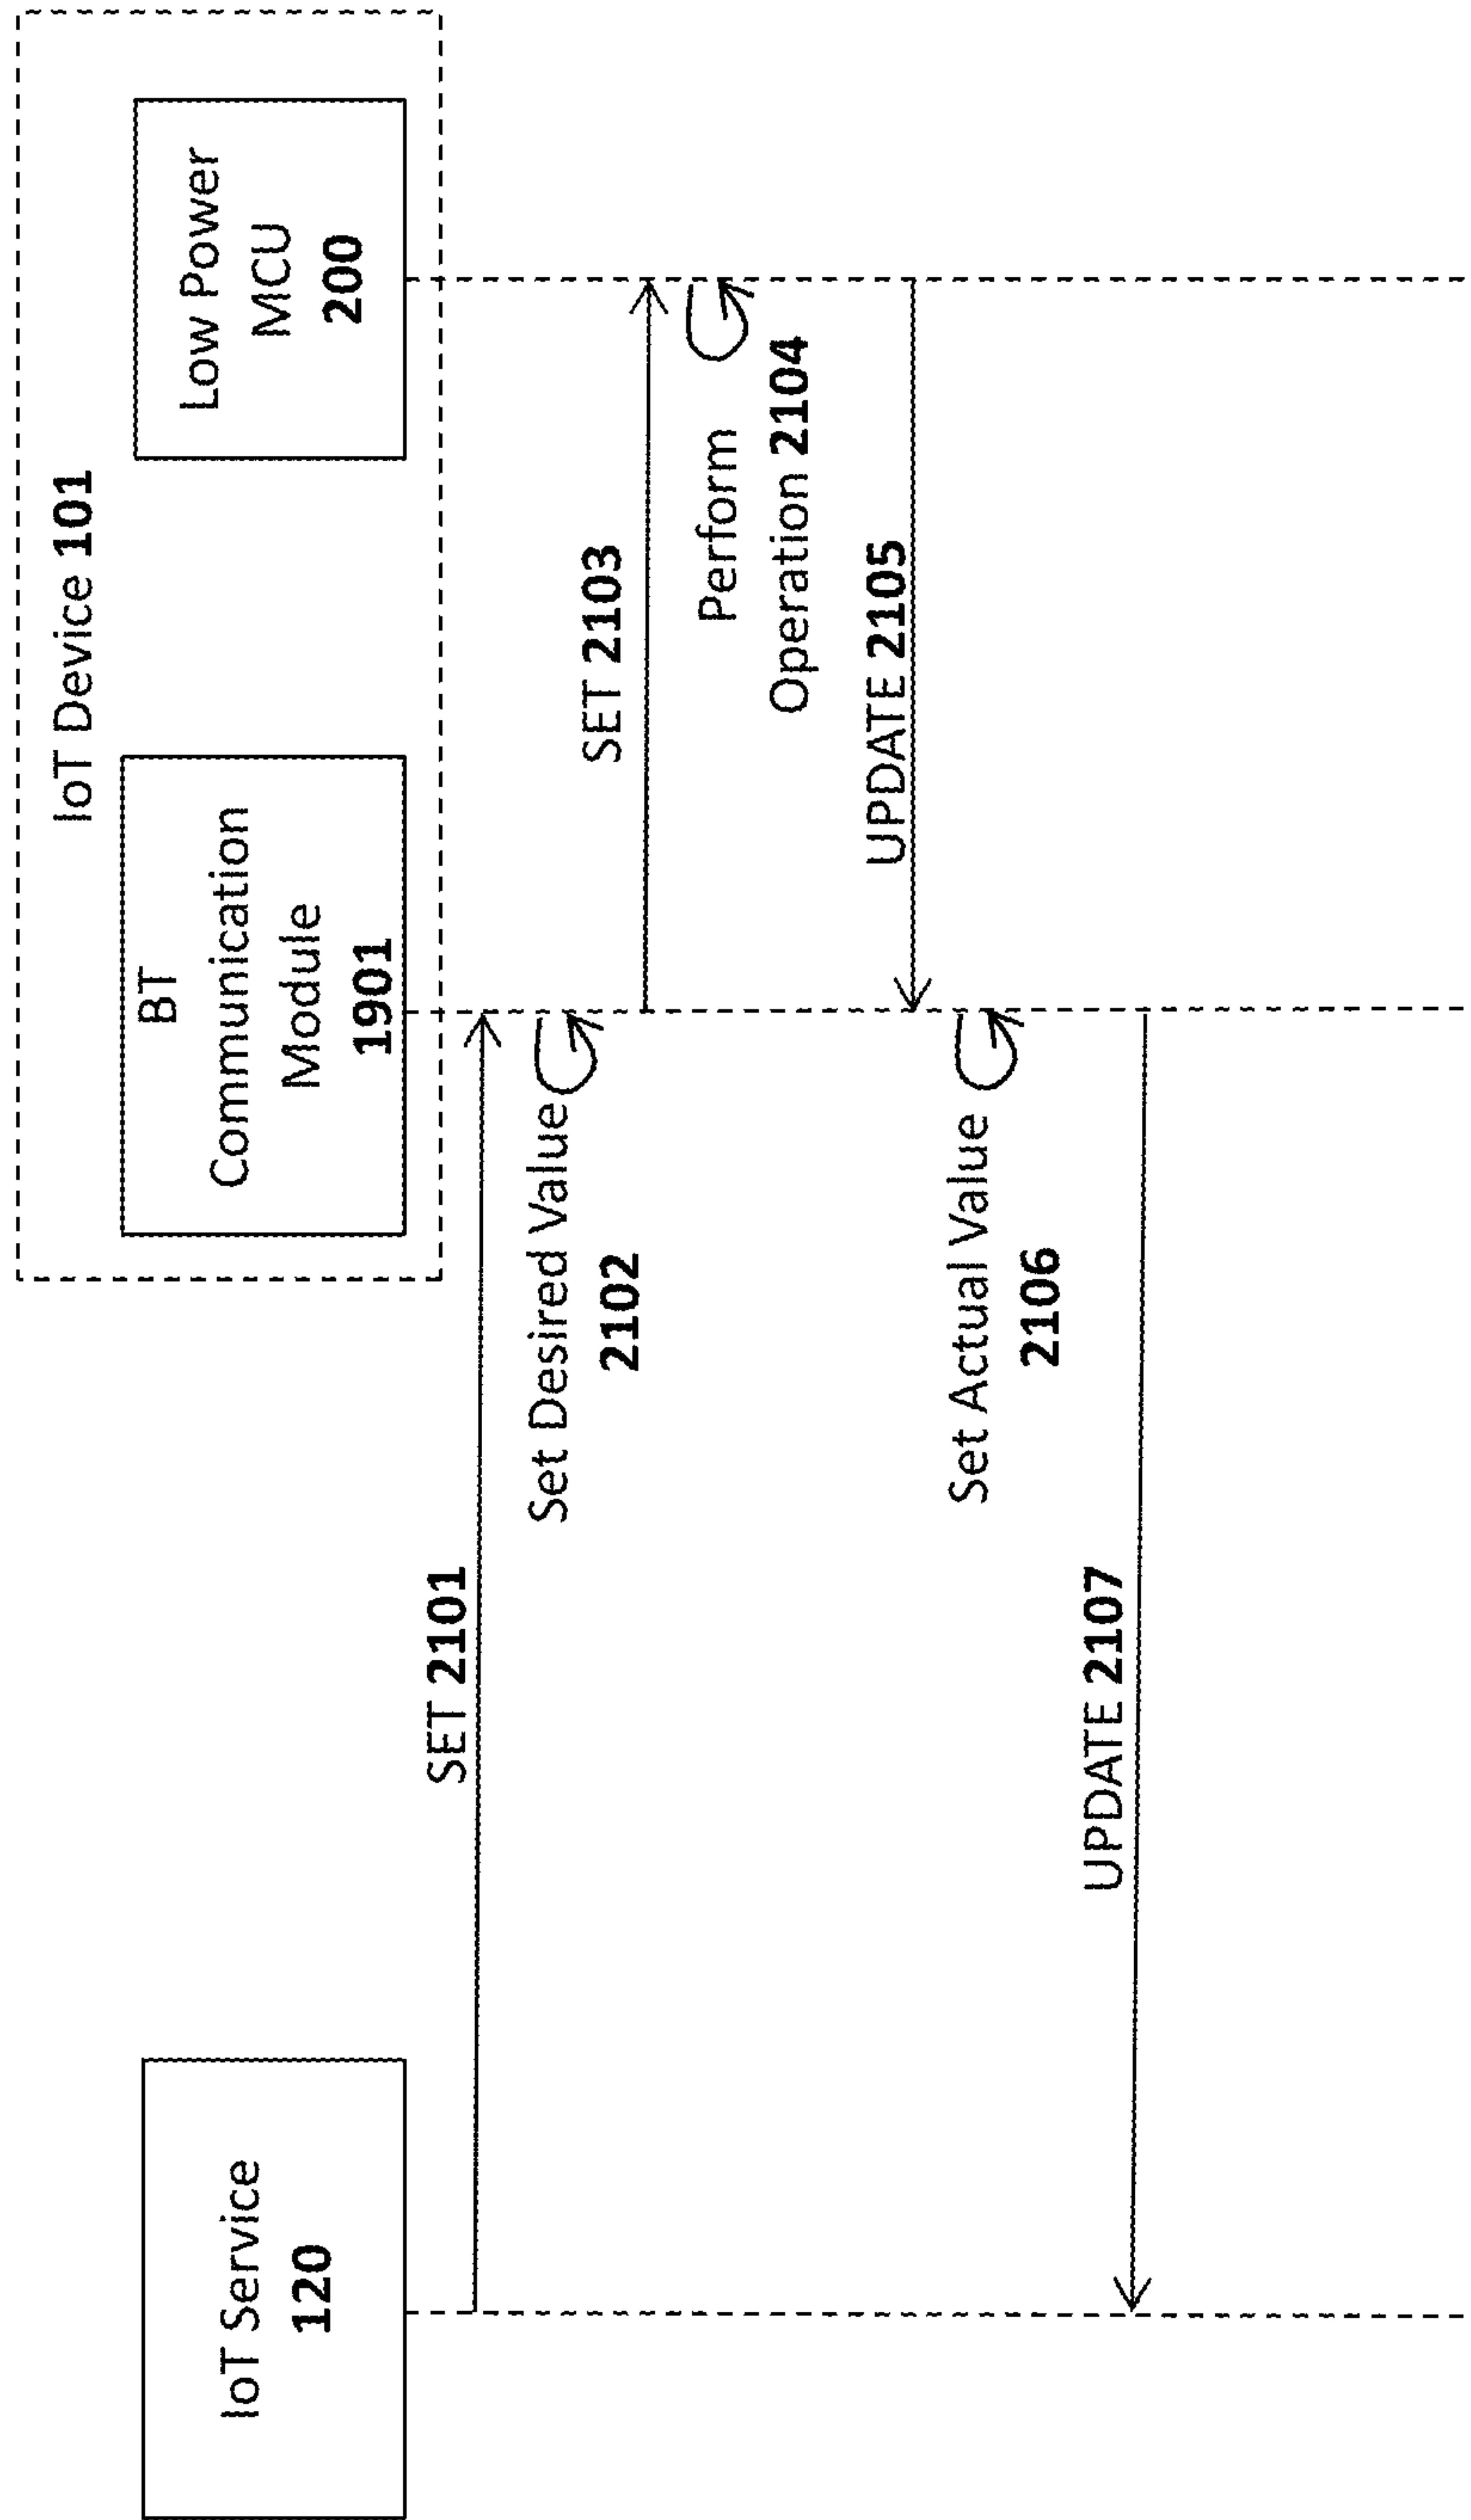 IoT Device 101
IoT Service
120
BT
Communication
Module
1901
Low Power
MCU
200
SET 2101
Set Desired Value
2102
SET 2103
Perform
Operation 2104
UPDATE 2105
Set Actual Value
2106
UPDATE 2107